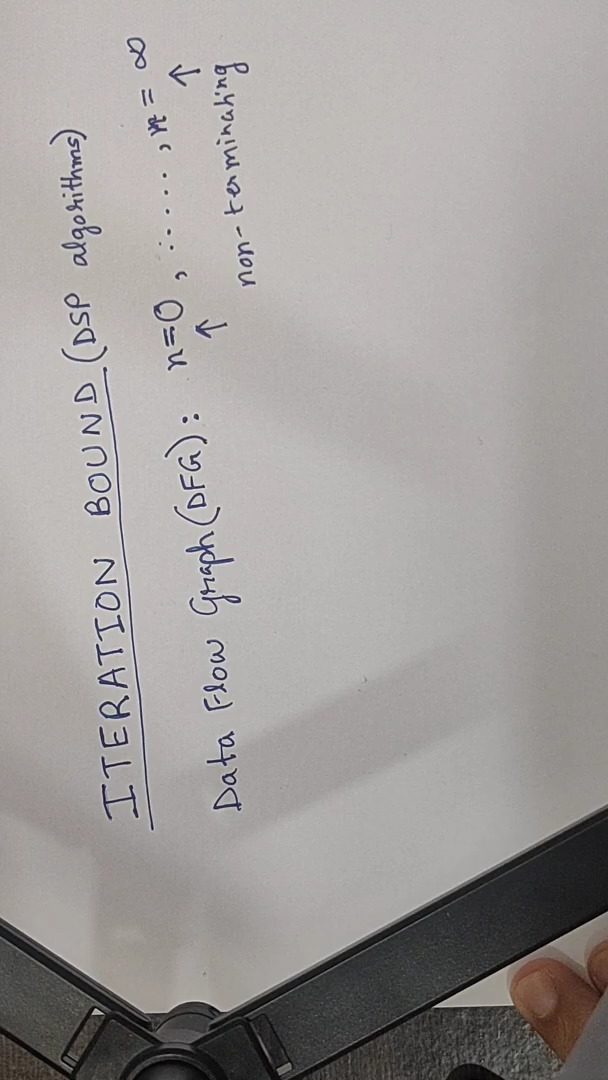 ITERATION BOUND (DSP algorithms)
Data Flow Graph (DFG): n=0, ......, n = ∞
↑ ↑
non-terminating